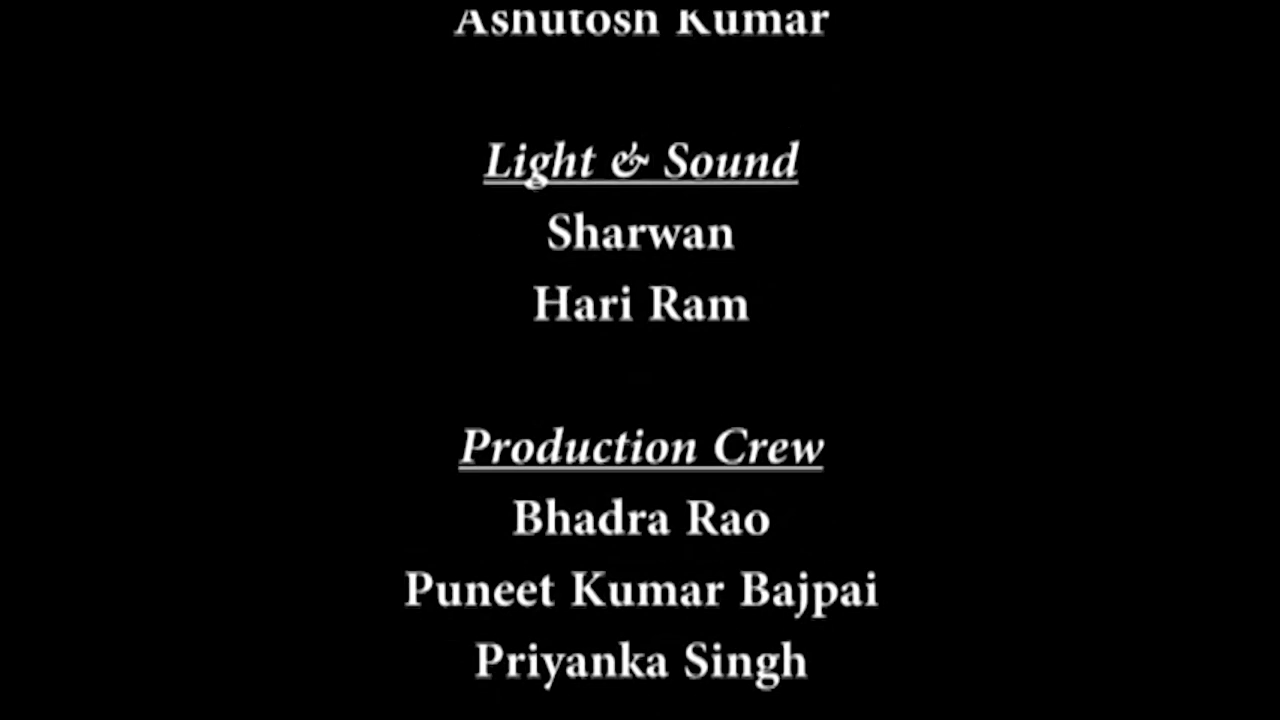 Ashutosh Kumar
Light & Sound
Sharwan
Hari Ram
Production Crew
Bhadra Rao
Puneet Kumar Bajpai
Priyanka Singh